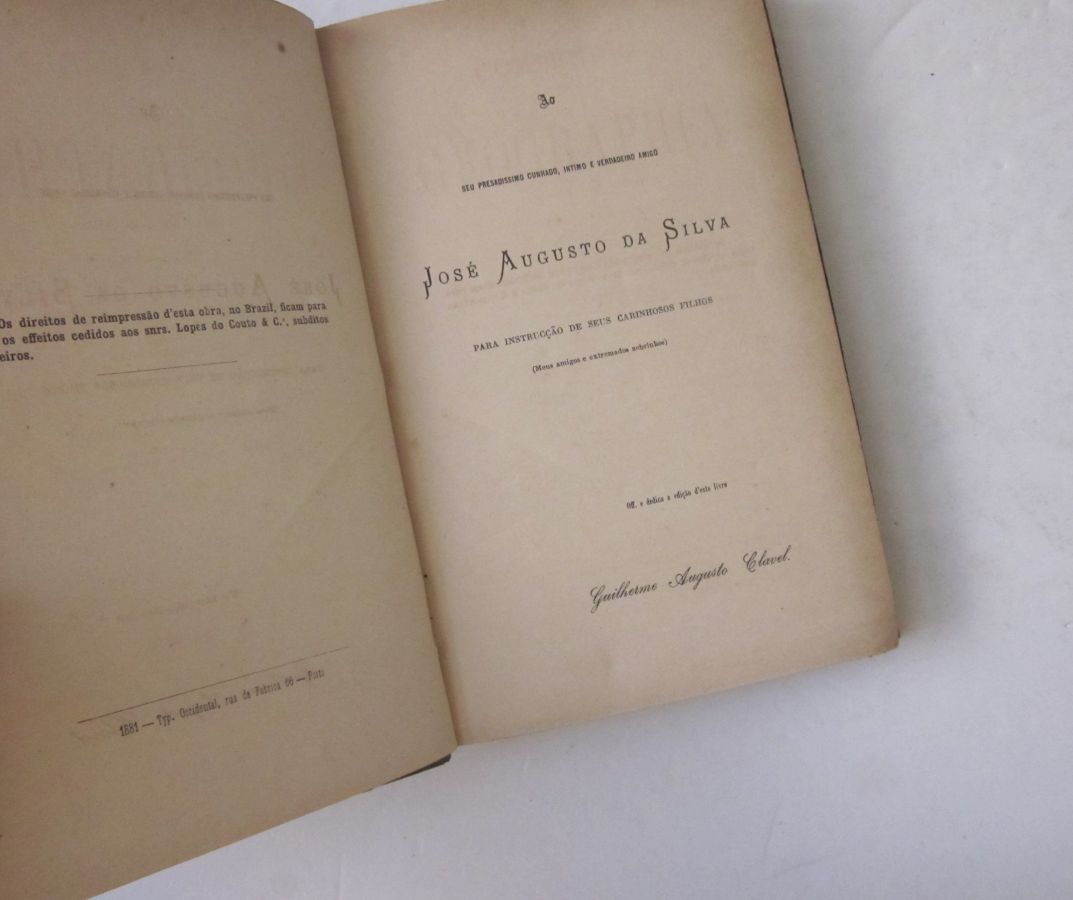 Os direitos de reimpressão d'esta obra, no Brazil, ficam para
os effeitos cedidos aos snrs. Lopes do Couto & C.ª, subditos
eiros.
1881 — Typ. Occidental, rua da Fabrica 66 — Porto
Ao
SEU PRESADISSIMO CUNHADO, INTIMO E VERDADEIRO AMIGO
JOSÉ AUGUSTO DA SILVA
PARA INSTRUCÇÃO DE SEUS CARINHOSOS FILHOS
(Meus amigos e extremados sobrinhos)
Off. e dedica a edição d'este livro
Guilherme Augusto Clavel.